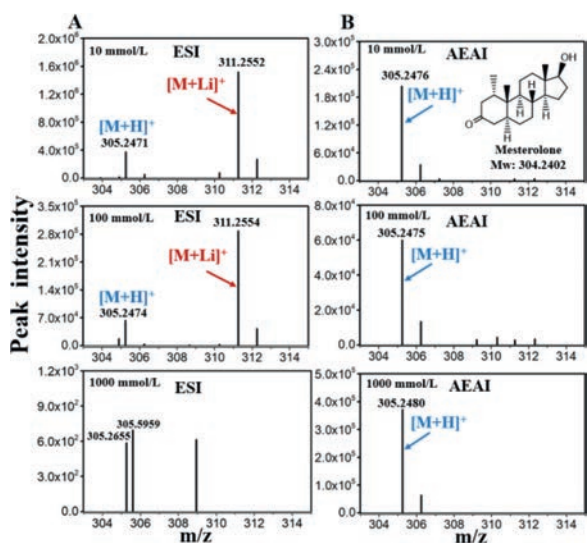 A
B
Peak intensity
2.0x10⁶
1.6x10⁶
1.2x10⁶
8.0x10⁵
4.0x10⁵
0.0
10 mmol/L
ESI
311.2552
[M+Li]⁺
[M+H]⁺
305.2471
304 306 308 310 312 314
3.0x10⁵
2.4x10⁵
1.8x10⁵
1.2x10⁵
6.0x10⁴
0.0
10 mmol/L
AEAI
305.2476
[M+H]⁺
OH
H
H
H
H
O
Mesterolone
Mw: 304.2402
304 306 308 310 312 314
3.5x10⁵
2.8x10⁵
2.1x10⁵
1.4x10⁵
7.0x10⁴
0.0
100 mmol/L
ESI
311.2554
[M+Li]⁺
[M+H]⁺
305.2474
304 306 308 310 312 314
8.0x10⁴
6.0x10⁴
4.0x10⁴
2.0x10⁴
0.0
100 mmol/L
AEAI
305.2475
[M+H]⁺
304 306 308 310 312 314
9.0x10²
6.0x10²
3.0x10²
0.0
1000 mmol/L
ESI
305.5959
305.2655
304 306 308 310 312 314
m/z
5.0x10⁵
4.0x10⁵
3.0x10⁵
2.0x10⁵
1.0x10⁵
0.0
1000 mmol/L
AEAI
305.2480
[M+H]⁺
304 306 308 310 312 314
m/z